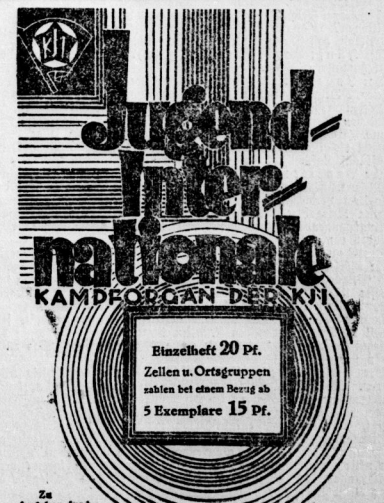 KJI
Jugend-
Inter-
nationale
KAMPFORGAN DER KJI
Einzelheft 20 Pf.
Zellen u. Ortsgruppen
zahlen bei einem Bezug ab
5 Exemplare 15 Pf.
Zu